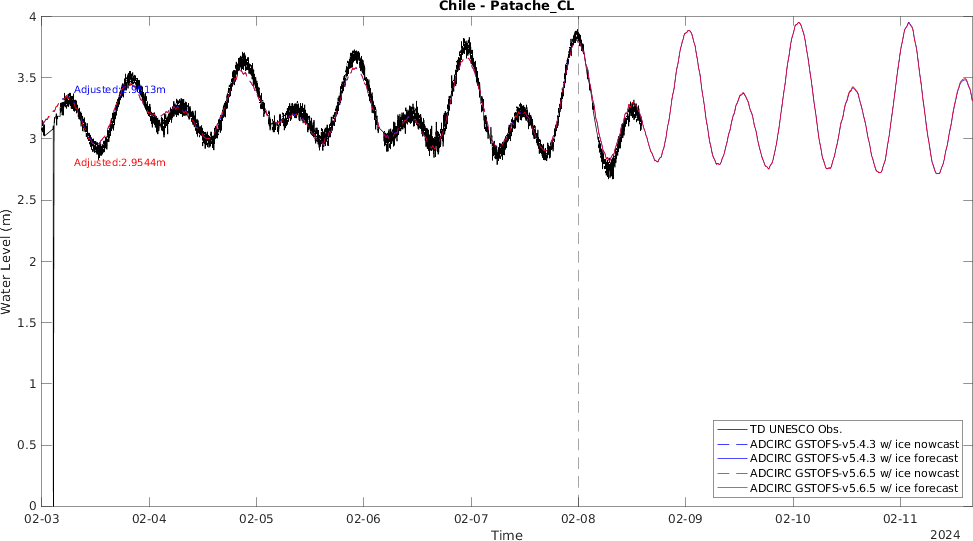 Chile - Patache_CL
4
3.5
3
2.5
2
1.5
1
0.5
0
Water Level (m)
Adjusted:2.9544m
TD UNESCO Obs.
ADCIRC GSTOFS-v5.4.3 w/ ice nowcast
ADCIRC GSTOFS-v5.4.3 w/ ice forecast
ADCIRC GSTOFS-v5.6.5 w/ ice nowcast
ADCIRC GSTOFS-v5.6.5 w/ ice forecast
02-03 02-04 02-05 02-06 02-07 02-08 02-09 02-10 02-11
Time
2024